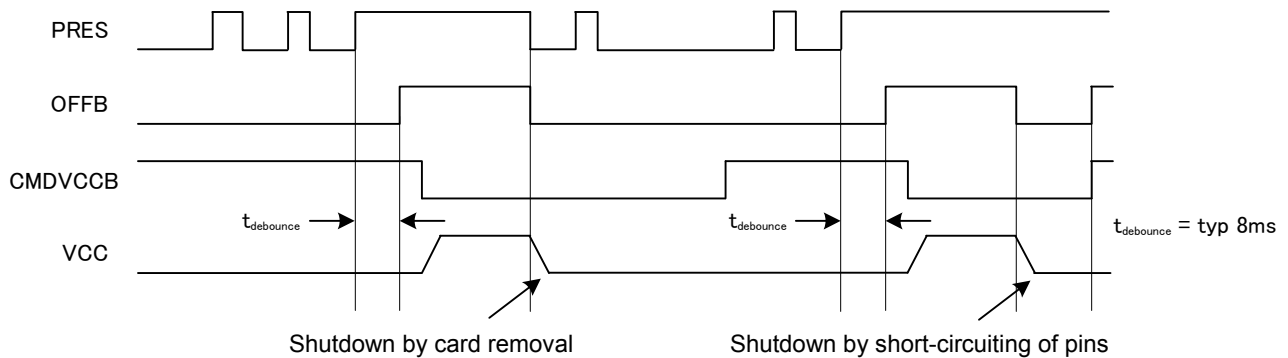 PRES
OFFB
CMDVCCB
tdebounce
tdebounce
tdebounce = typ 8ms
VCC
Shutdown by card removal
Shutdown by short-circuiting of pins